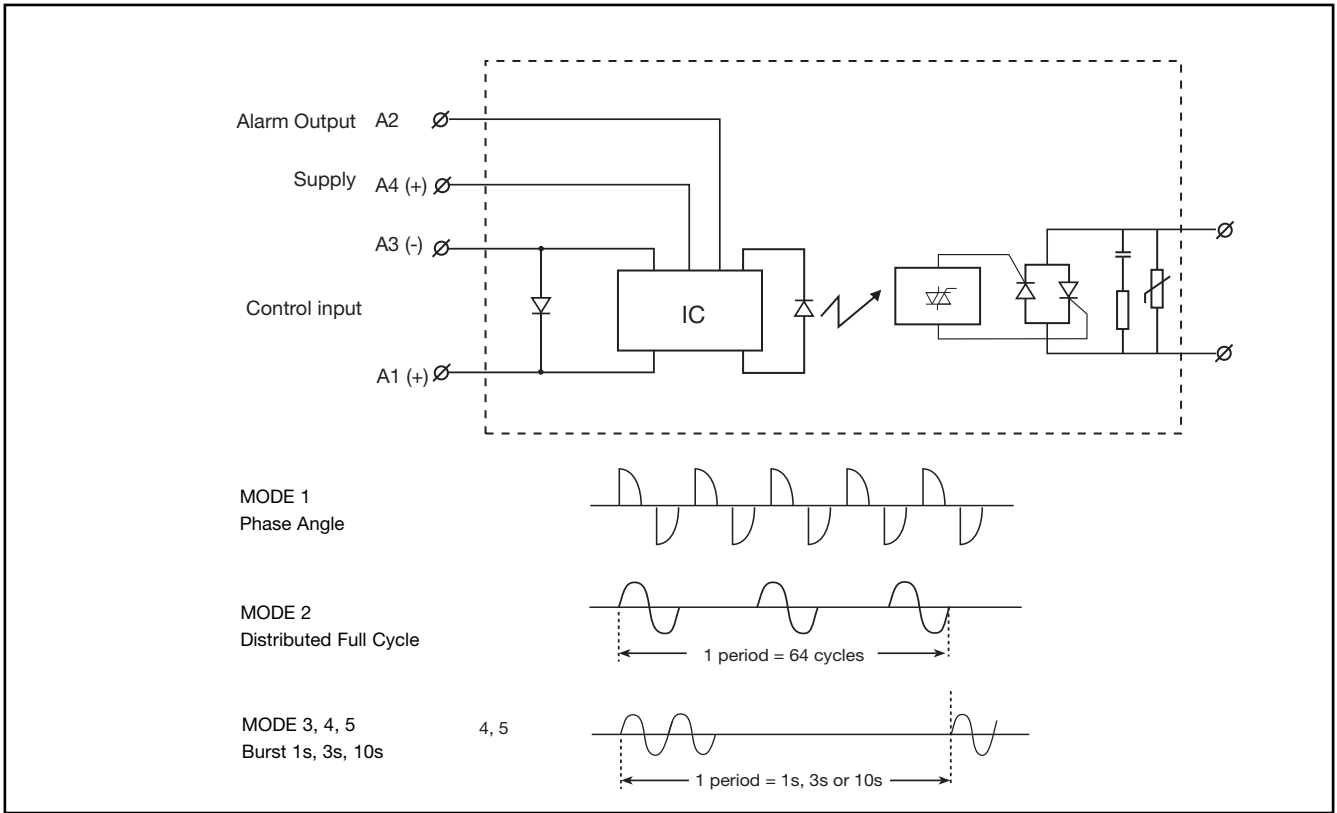 Alarm Output A2
Supply A4 (+)
A3 (-)
Control input
A1 (+)
IC
MODE 1
Phase Angle
MODE 2
Distributed Full Cycle
1 period = 64 cycles
MODE 3, 4, 5 4, 5
Burst 1s, 3s, 10s
1 period = 1s, 3s or 10s